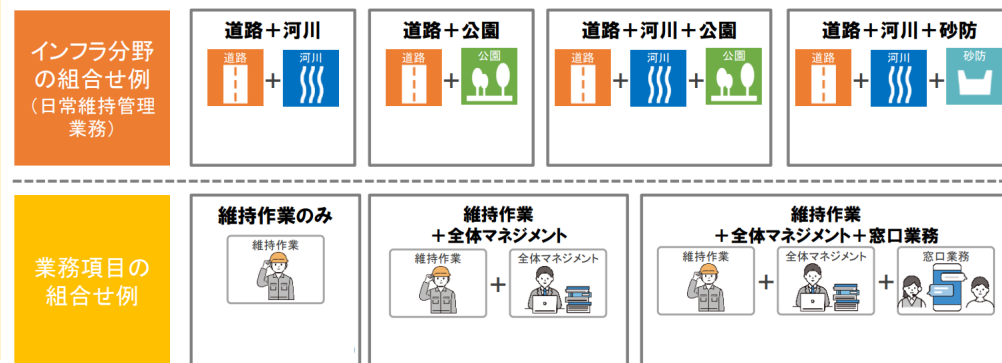 インフラ分野
の組合せ例
（日常維持管理
業務）
道路＋河川
道路
+
河川
道路＋公園
道路
+
公園
道路＋河川＋公園
道路
+
河川
+
公園
道路＋河川＋砂防
道路
+
河川
+
砂防
業務項目の
組合せ例
維持作業のみ
維持作業
維持作業
＋全体マネジメント
維持作業
+
全体マネジメント
維持作業
＋全体マネジメント＋窓口業務
維持作業
+
全体マネジメント
+
窓口業務